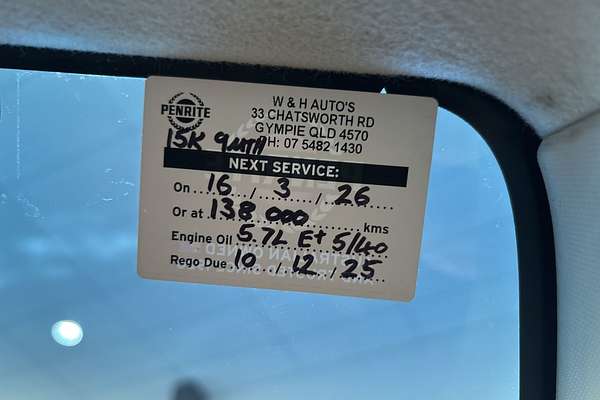 W & H AUTO'S
33 CHATSWORTH RD
GYMPIE QLD 4570
PH: 07 5482 1430
PENRITE
15K 9MTH
NEXT SERVICE:
On 16 / 3 / 26
Or at 138 000 kms
Engine Oil 5.7L E+ 5/40
Rego Due 10 / 12 / 25